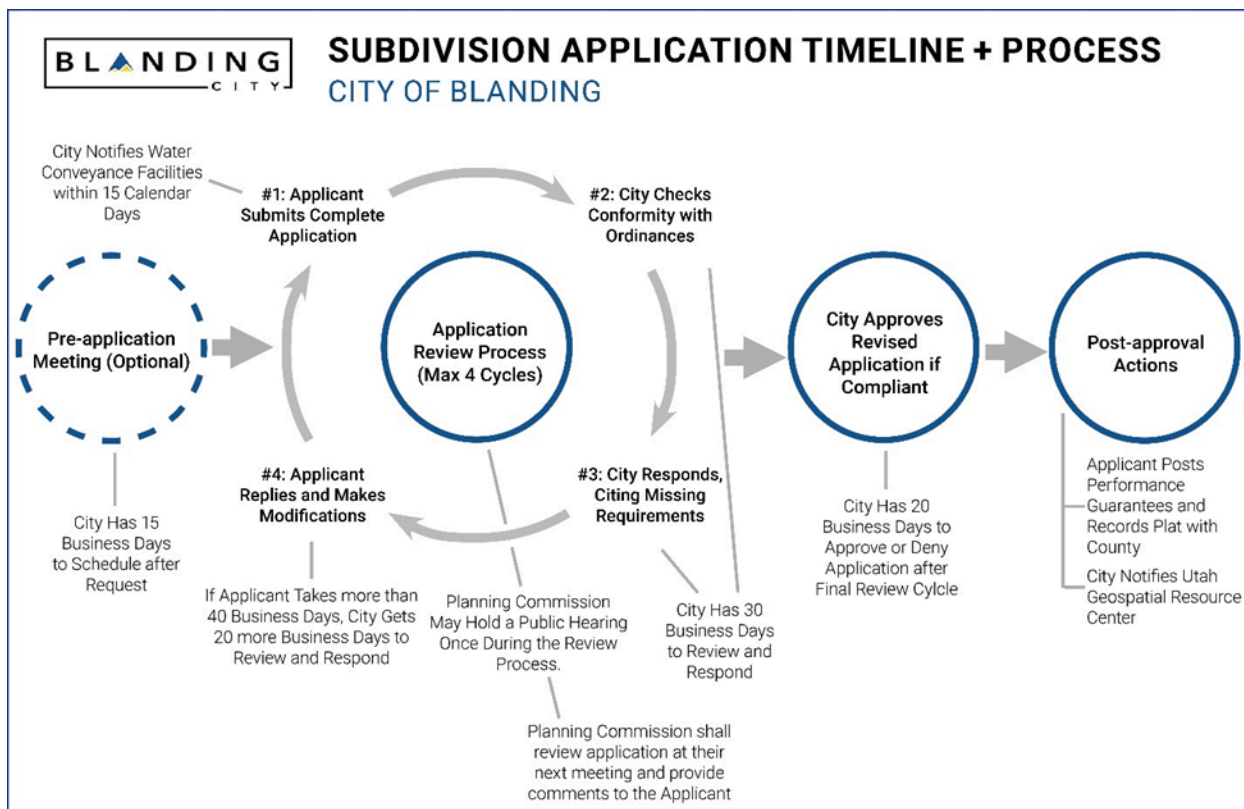 BLANDING
CITY
SUBDIVISION APPLICATION TIMELINE + PROCESS
CITY OF BLANDING
City Notifies Water
Conveyance Facilities
within 15 Calendar
Days
#1: Applicant
Submits Complete
Application
#2: City Checks
Conformity with
Ordinances
Pre-application
Meeting (Optional)
Application
Review Process
(Max 4 Cycles)
City Approves
Revised
Application if
Compliant
Post-approval
Actions
#4: Applicant
Replies and Makes
Modifications
#3: City Responds,
Citing Missing
Requirements
City Has 15
Business Days
to Schedule after
Request
If Applicant Takes more than
40 Business Days, City Gets
20 more Business Days to
Review and Respond
Planning Commission
May Hold a Public Hearing
Once During the Review
Process.
Planning Commission shall
review application at their
next meeting and provide
comments to the Applicant
City Has 30
Business Days
to Review and
Respond
City Has 20
Business Days to
Approve or Deny
Application after
Final Review Cylcle
Applicant Posts
Performance
Guarantees and
Records Plat with
County
City Notifies Utah
Geospatial Resource
Center